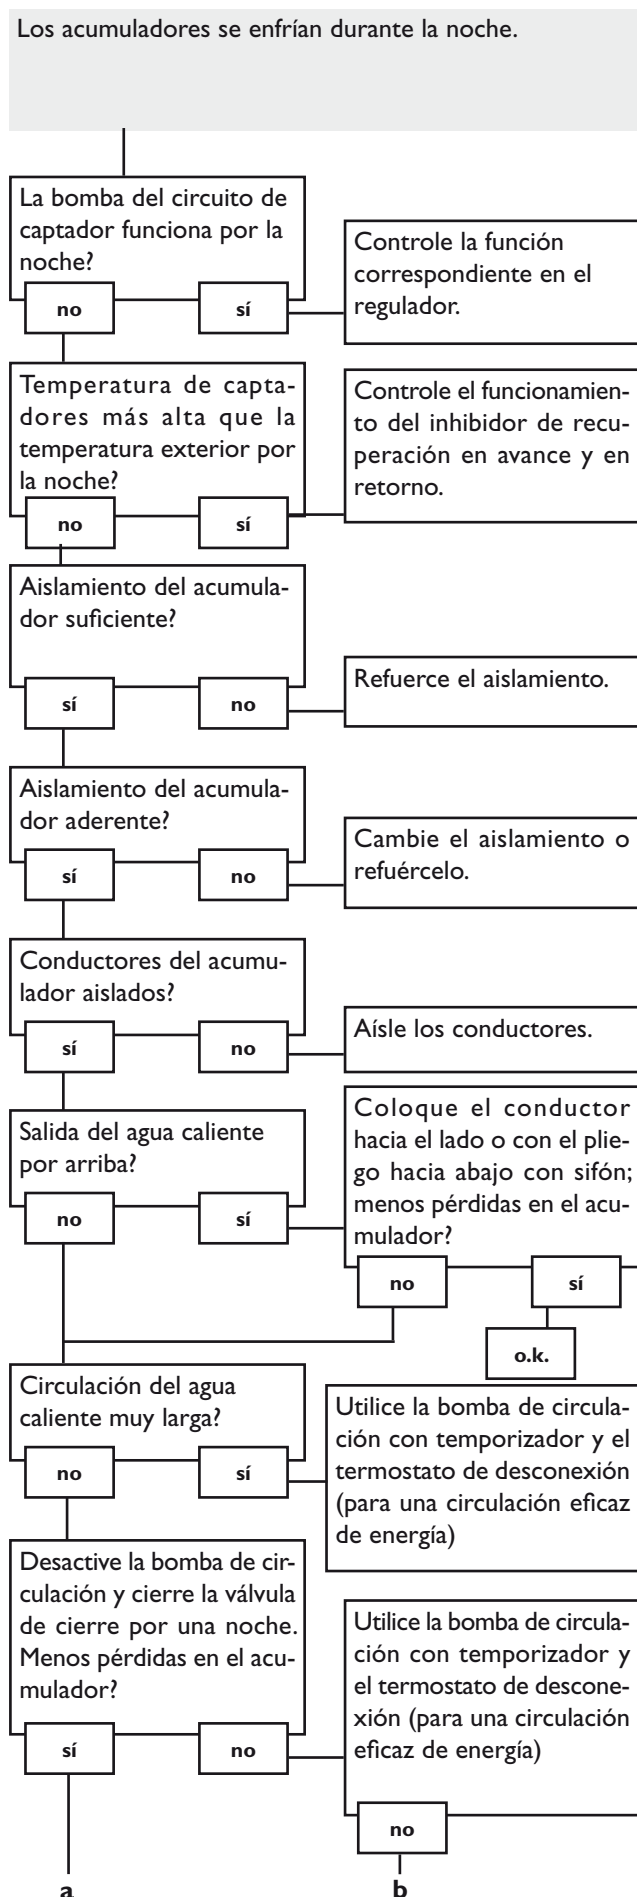 Los acumuladores se enfrían durante la noche.
La bomba del circuito de
captador funciona por la
noche?
no
sí
Controle la función
correspondiente en el
regulador.
Temperatura de capta-
dores más alta que la
temperatura exterior por
la noche?
no
sí
Controle el funcionamien-
to del inhibidor de recu-
peración en avance y en
retorno.
Aislamiento del acumula-
dor suficiente?
sí
no
Refuerce el aislamiento.
Aislamiento del acumula-
dor aderente?
sí
no
Cambie el aislamiento o
refuércelo.
Conductores del acumu-
lador aislados?
sí
no
Aísle los conductores.
Salida del agua caliente
por arriba?
no
sí
Coloque el conductor
hacia el lado o con el plie-
go hacia abajo con sifón;
menos pérdidas en el acu-
mulador?
no
sí
o.k.
Circulación del agua
caliente muy larga?
no
sí
Utilice la bomba de circula-
ción con temporizador y el
termostato de desconexión
(para una circulación eficaz
de energía)
Desactive la bomba de cir-
culación y cierre la válvula
de cierre por una noche.
Menos pérdidas en el acu-
mulador?
sí
no
Utilice la bomba de circula-
ción con temporizador y
el termostato de descone-
xión (para una circulación
eficaz de energía)
no
a
b